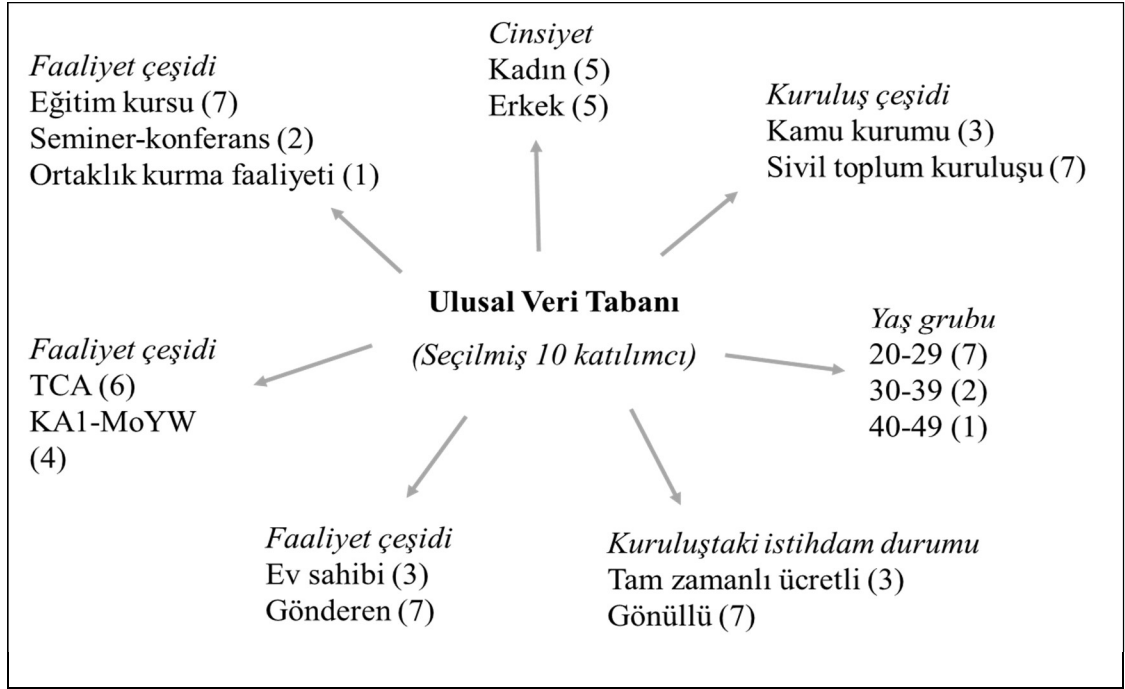 Cinsiyet
Kadın (5)
Erkek (5)
Faaliyet çeşidi
Eğitim kursu (7)
Seminer-konferans (2)
Ortaklık kurma faaliyeti (1)
Kuruluş çeşidi
Kamu kurumu (3)
Sivil toplum kuruluşu (7)
Ulusal Veri Tabanı
(Seçilmiş 10 katılımcı)
Faaliyet çeşidi
TCA (6)
KA1-MoYW
(4)
Yaş grubu
20-29 (7)
30-39 (2)
40-49 (1)
Faaliyet çeşidi
Ev sahibi (3)
Gönderen (7)
Kuruluştaki istihdam durumu
Tam zamanlı ücretli (3)
Gönüllü (7)